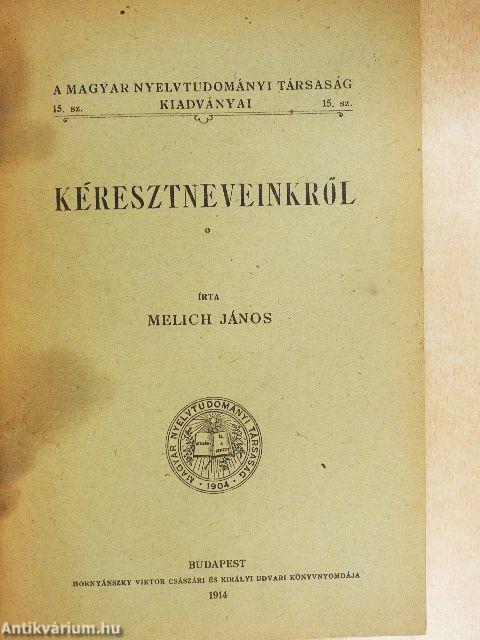 A MAGYAR NYELVTUDOMÁNYI TÁRSASÁG
15. sz. KIADVÁNYAI 15. sz.
KÉRESZTNEVEINKRŐL
ÍRTA
MELICH JÁNOS
MAGYAR NYELVTUDOMÁNYI TÁRSASÁG
1904
BUDAPEST
HORNYÁNSZKY VIKTOR CSÁSZÁRI ÉS KIRÁLYI UDVARI KÖNYVNYOMDÁJA
1914
Antikvárium.hu